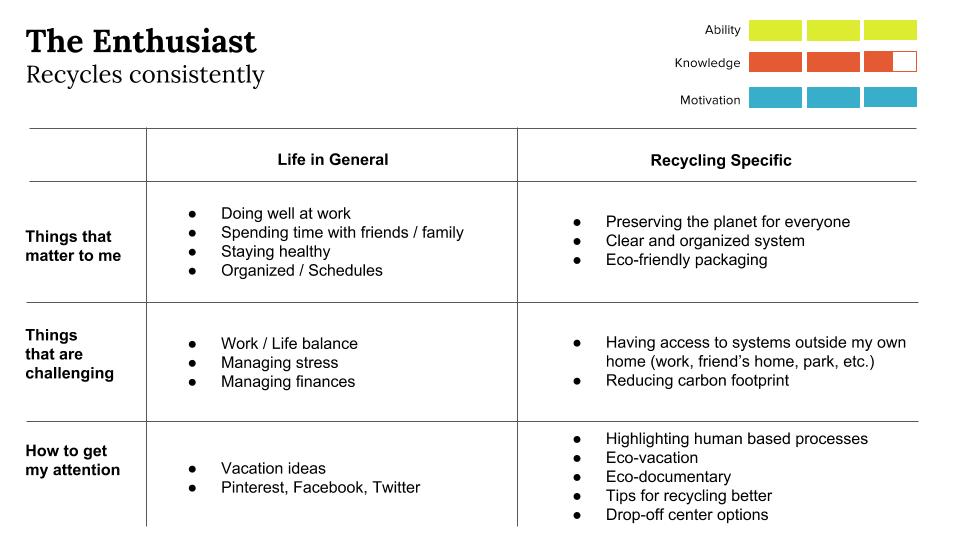 The Enthusiast
Recycles consistently
Ability
Knowledge
Motivation
Life in General
Recycling Specific
Things that
matter to me
● Doing well at work
● Spending time with friends / family
● Staying healthy
● Organized / Schedules
● Preserving the planet for everyone
● Clear and organized system
● Eco-friendly packaging
Things
that are
challenging
● Work / Life balance
● Managing stress
● Managing finances
● Having access to systems outside my own
home (work, friend’s home, park, etc.)
● Reducing carbon footprint
How to get
my attention
● Vacation ideas
● Pinterest, Facebook, Twitter
● Highlighting human based processes
● Eco-vacation
● Eco-documentary
● Tips for recycling better
● Drop-off center options